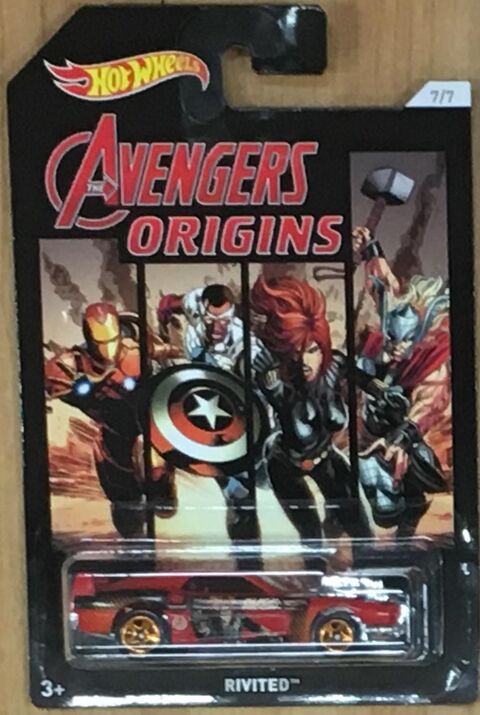 HOT WHEELS
7/7
THE AVENGERS
ORIGINS
3+
RIVITED™